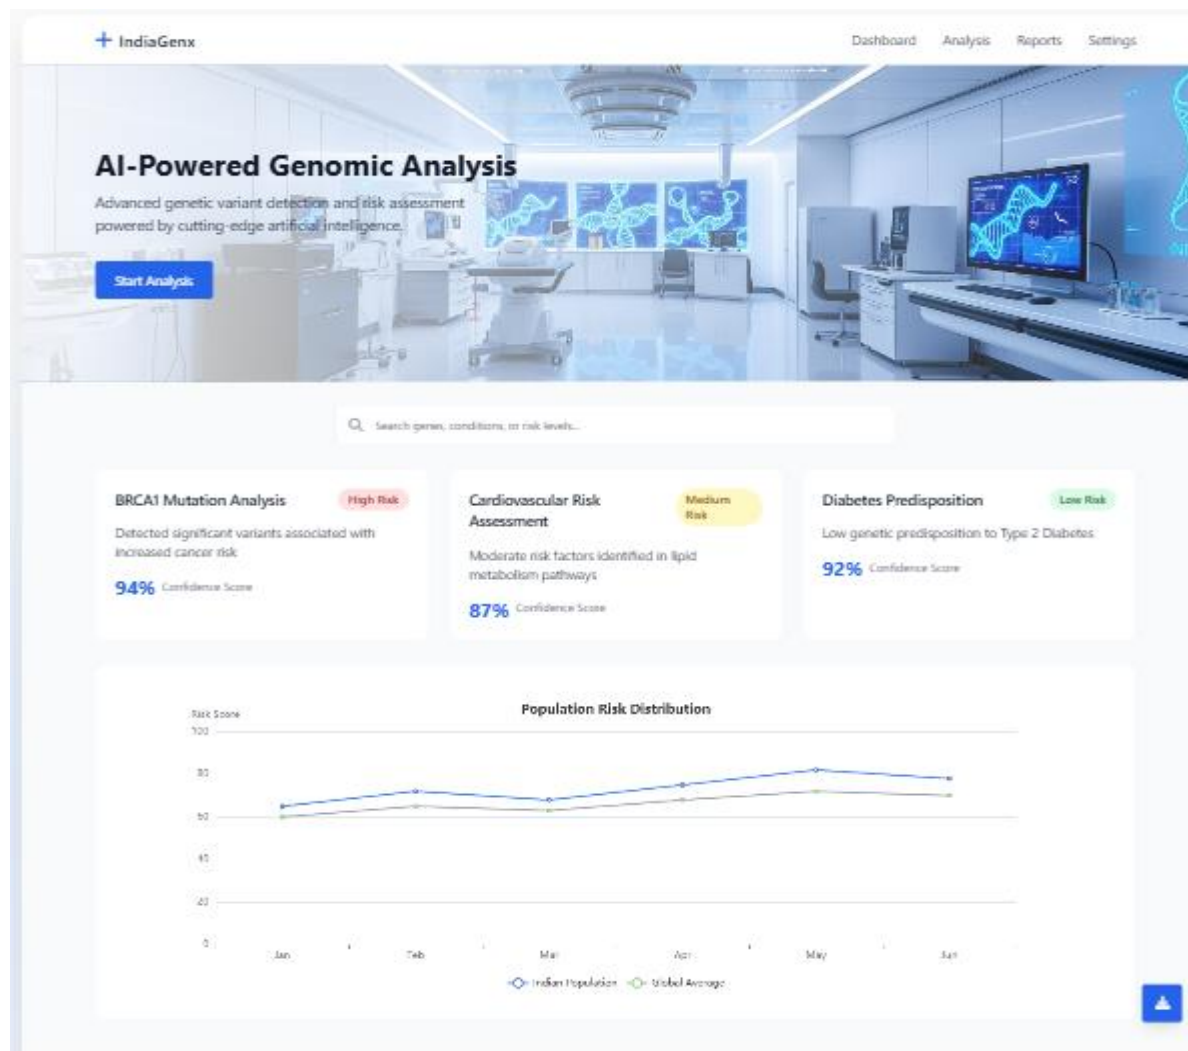 IndiaGenx
Dashboard Analysis Reports Settings
AI-Powered Genomic Analysis
Advanced genetic variant detection and risk assessment
powered by cutting-edge artificial intelligence.
Start Analysis
Search genes, conditions, or risk levels...
BRCA1 Mutation Analysis
High Risk
Detected significant variants associated with
increased cancer risk
94% Confidence Score
Cardiovascular Risk
Assessment
Medium
Risk
Moderate risk factors identified in lipid
metabolism pathways
87% Confidence Score
Diabetes Predisposition
Low Risk
Low genetic predisposition to Type 2 Diabetes
92% Confidence Score
Population Risk Distribution
Risk Score
100
80
60
40
20
0
Jan Feb Mar Apr May Jun
Indian Population Global Average